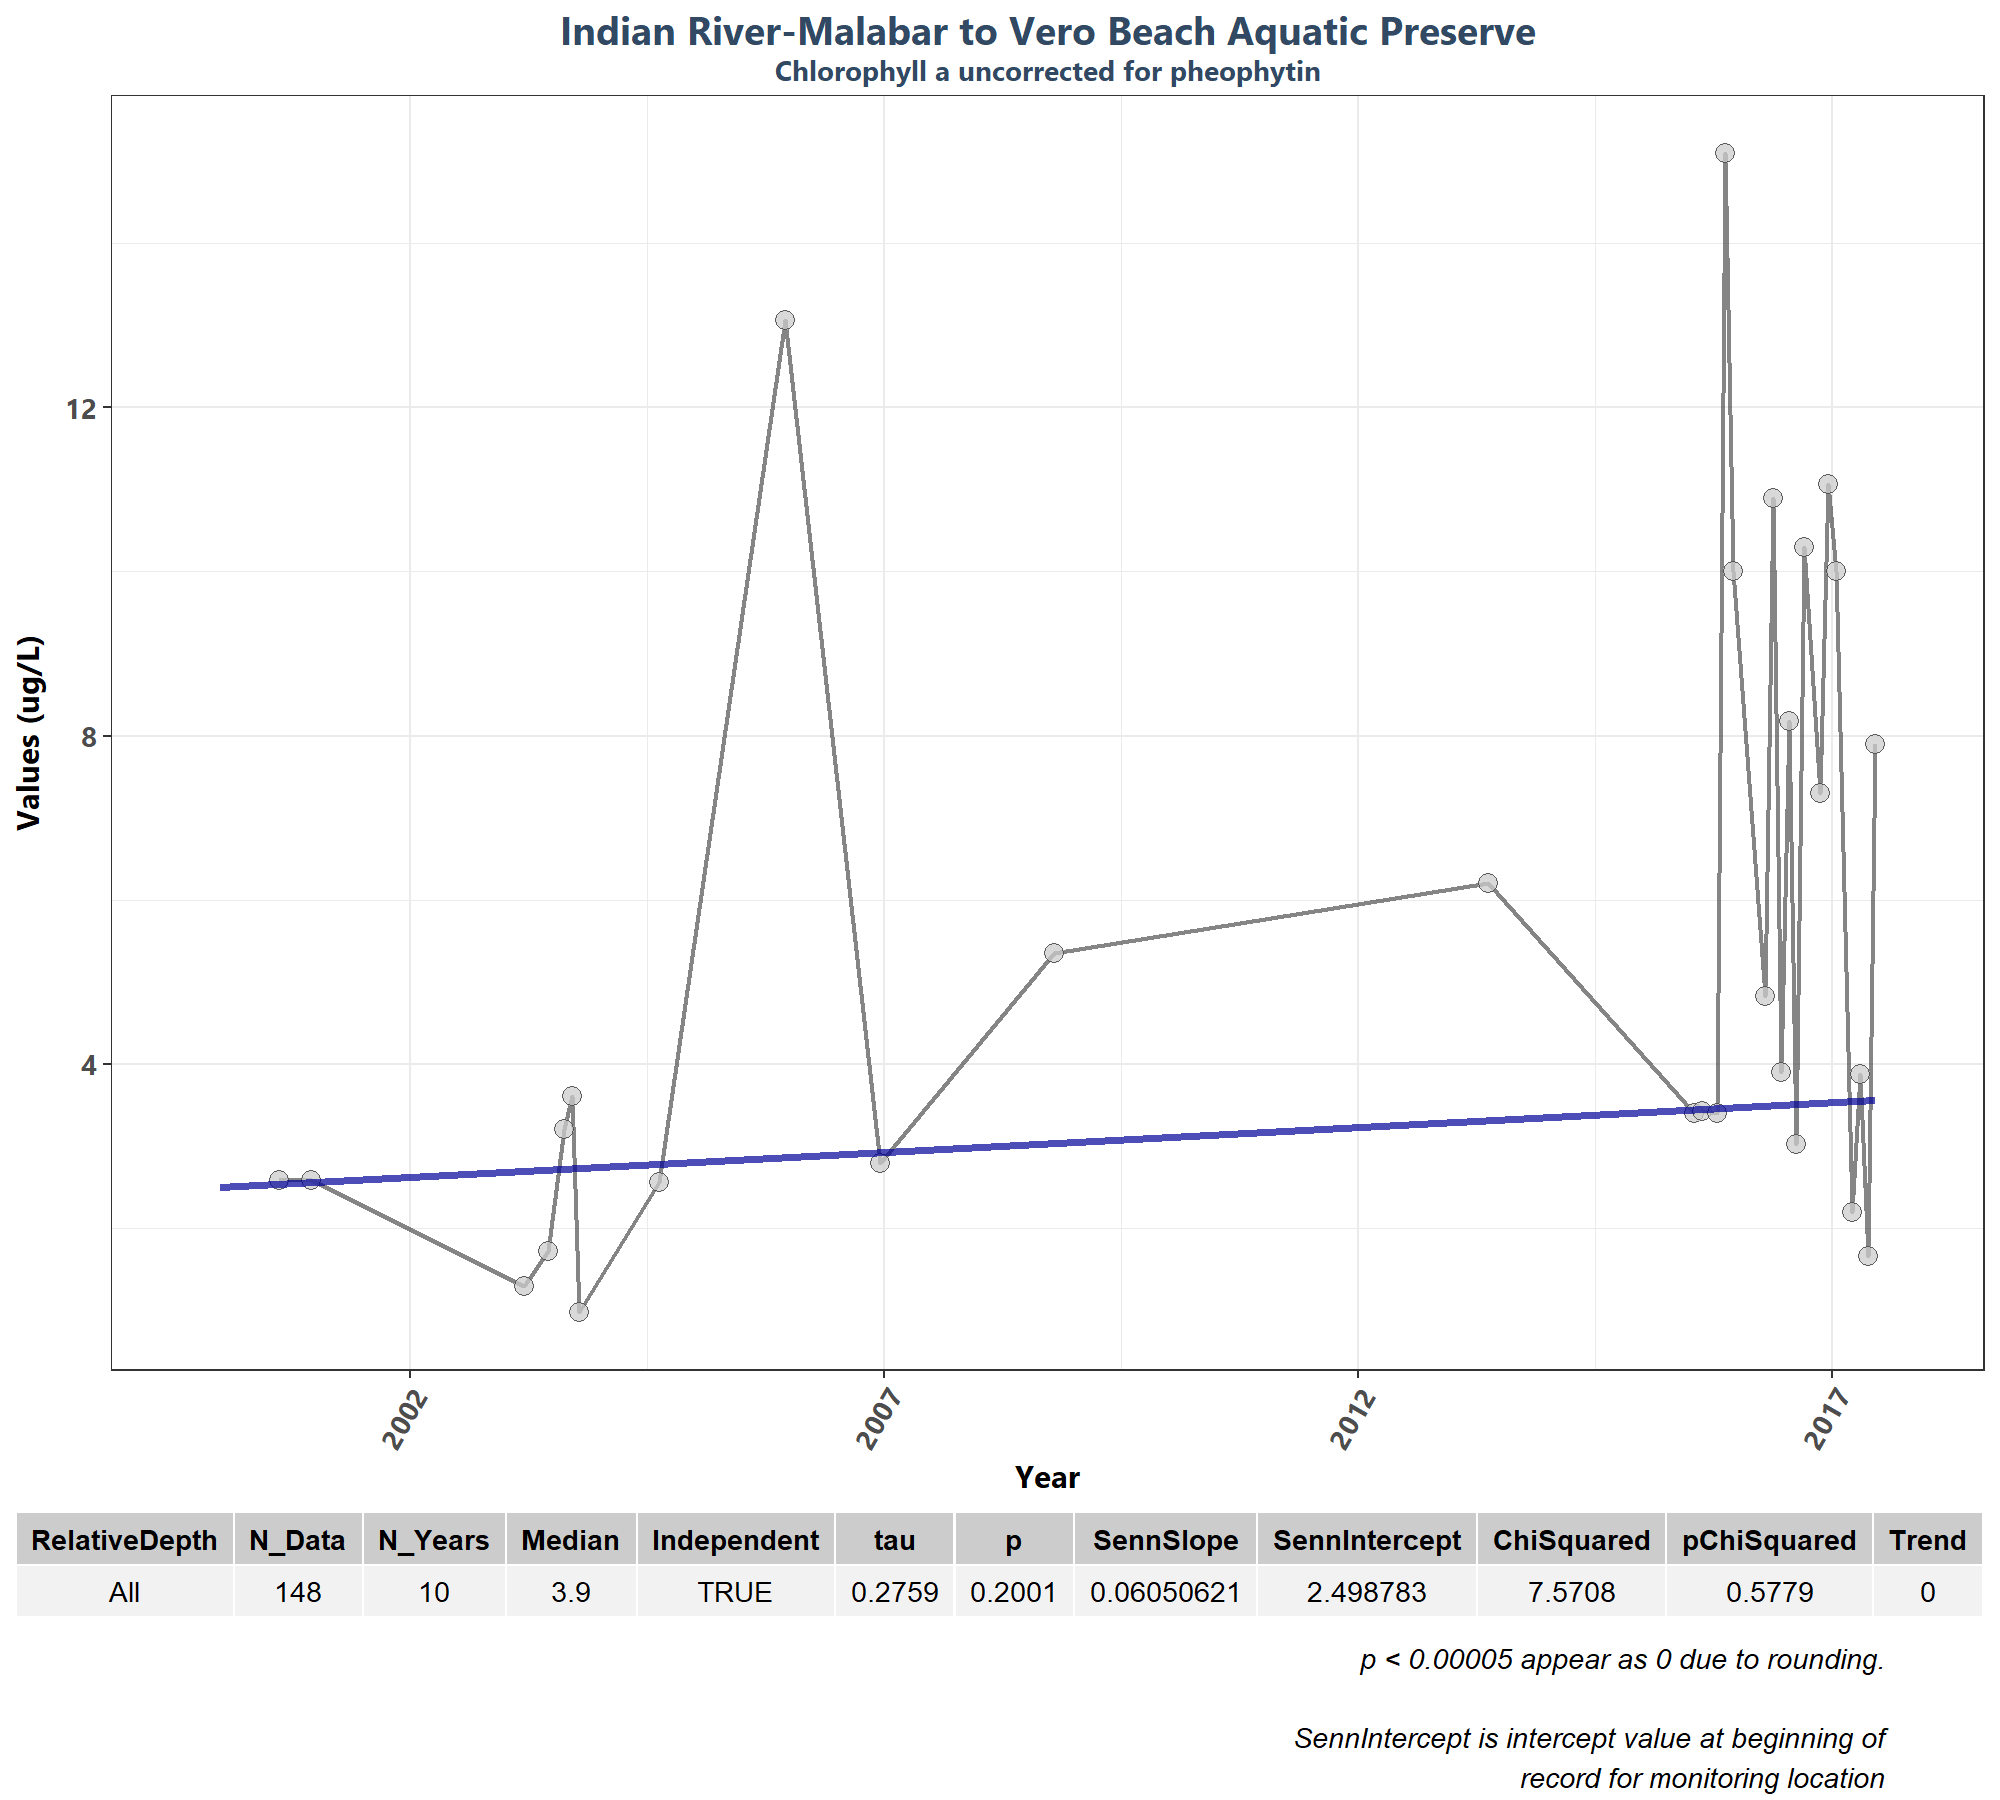 Indian River-Malabar to Vero Beach Aquatic Preserve
Chlorophyll a uncorrected for pheophytin
Values (ug/L)
12
8
4
2002
2007
2012
2017
Year
RelativeDepth N_Data N_Years Median Independent tau p SennSlope SennIntercept ChiSquared pChiSquared Trend
All 148 10 3.9 TRUE 0.2759 0.2001 0.06050621 2.498783 7.5708 0.5779 0
p < 0.00005 appear as 0 due to rounding.
SennIntercept is intercept value at beginning of
record for monitoring location